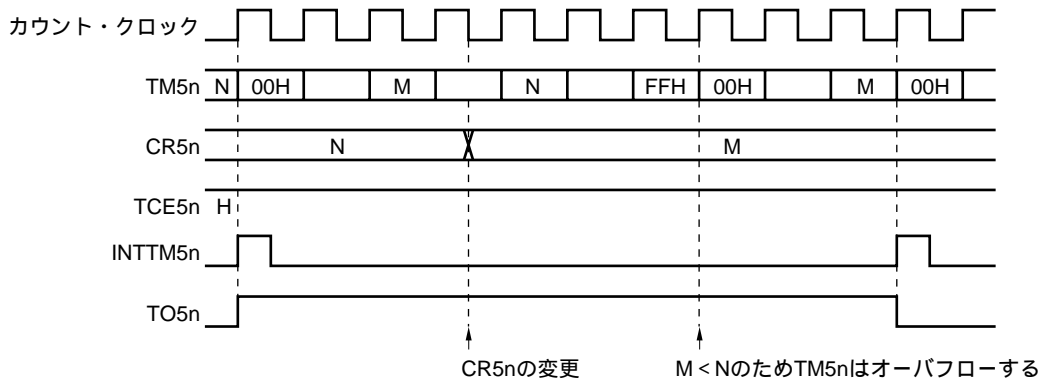 カウント・クロック
TM5n N 00H M N FFH 00H M 00H
CR5n N M
TCE5n H
INTTM5n
TO5n
CR5nの変更 M<NのためTM5nはオーバフローする